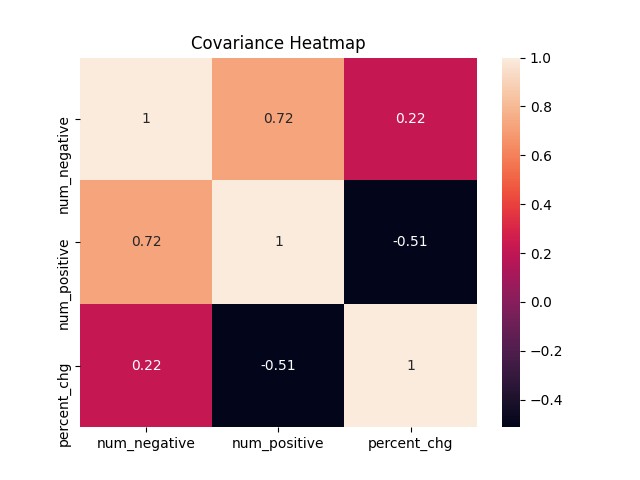 Covariance Heatmap
num_negative
1
0.72
0.22
num_positive
0.72
1
-0.51
percent_chg
0.22
-0.51
1
num_negative
num_positive
percent_chg
1.0
0.8
0.6
0.4
0.2
0.0
−0.2
−0.4